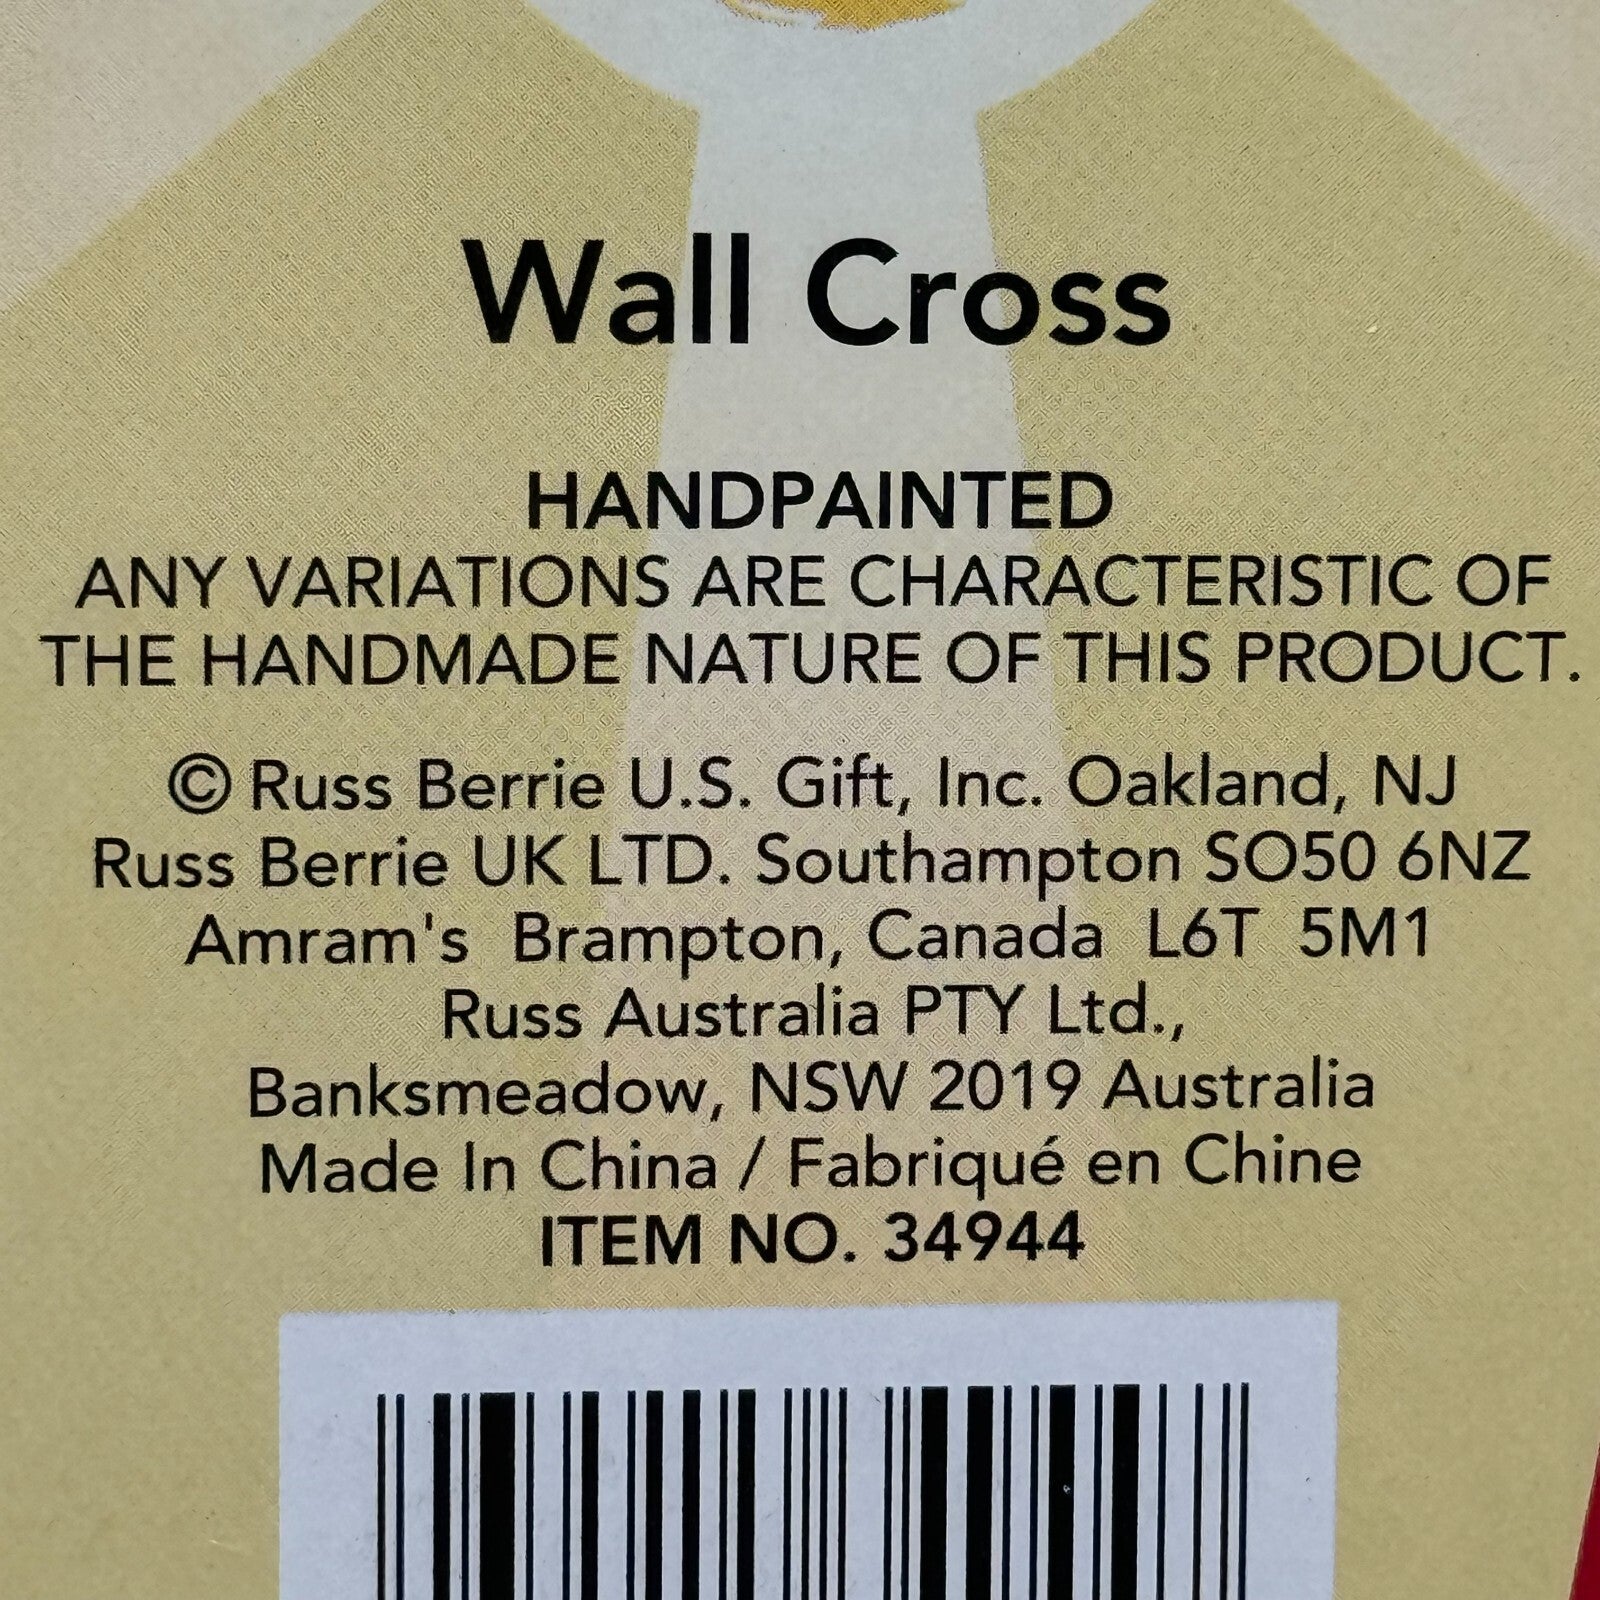 Wall Cross
HANDPAINTED
ANY VARIATIONS ARE CHARACTERISTIC OF
THE HANDMADE NATURE OF THIS PRODUCT.
© Russ Berrie U.S. Gift, Inc. Oakland, NJ
Russ Berrie UK LTD. Southampton SO50 6NZ
Amram's Brampton, Canada L6T 5M1
Russ Australia PTY Ltd.,
Banksmeadow, NSW 2019 Australia
Made In China / Fabriqué en Chine
ITEM NO. 34944